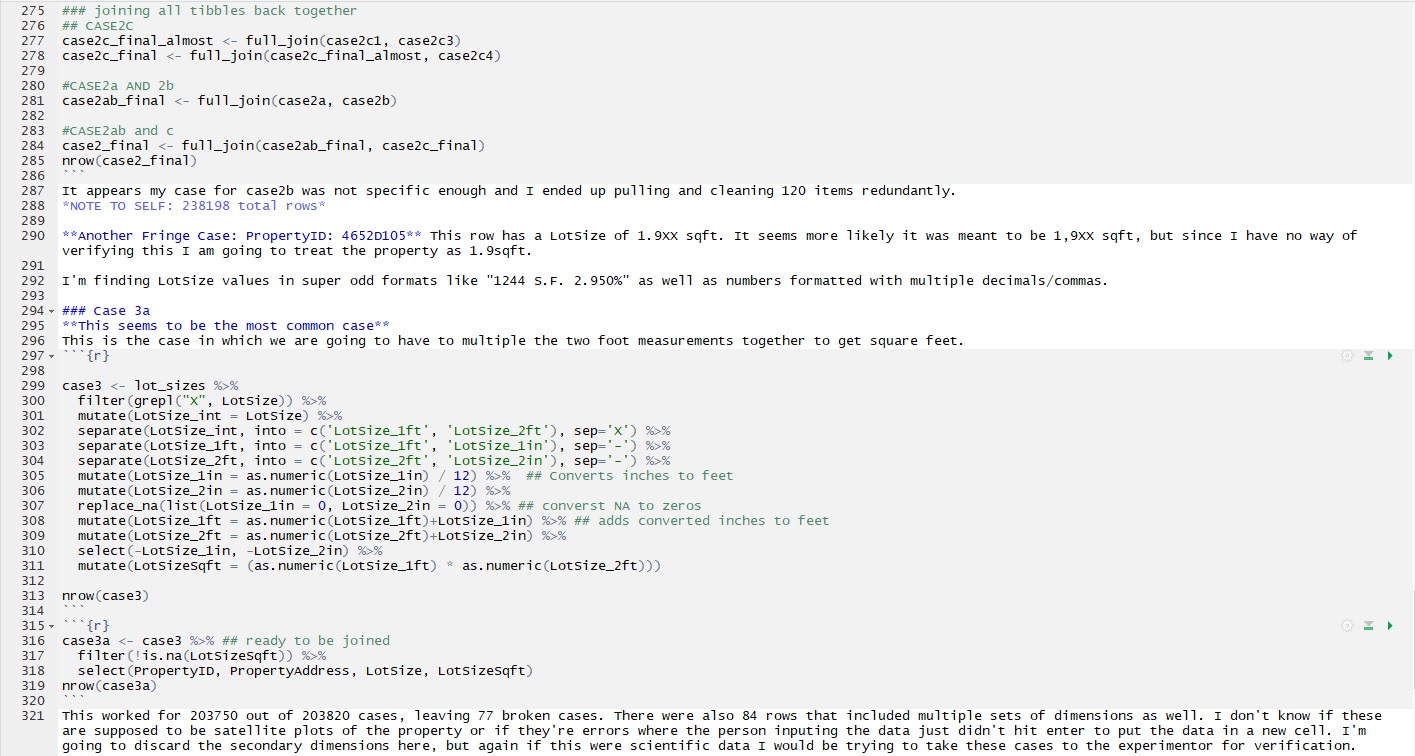 275 ### joining all tibbles back together
276 ## CASE2C
277 case2c_final_almost <- full_join(case2c1, case2c3)
278 case2c_final <- full_join(case2c_final_almost, case2c4)
279
280 #CASE2a AND 2b
281 case2ab_final <- full_join(case2a, case2b)
282
283 #CASE2ab and c
284 case2_final <- full_join(case2ab_final, case2c_final)
285 nrow(case2_final)
286 ```
287 It appears my case for case2b was not specific enough and I ended up pulling and cleaning 120 items redundantly.
288 *NOTE TO SELF: 238198 total rows*
289
290 **Another Fringe Case: PropertyID: 4652D105** This row has a LotSize of 1.9XX sqft. It seems more likely it was meant to be 1,9XX sqft, but since I have no way of
verifying this I am going to treat the property as 1.9sqft.
291
292 I'm finding LotSize values in super odd formats like "1244 S.F. 2.950%" as well as numbers formatted with multiple decimals/commas.
293
294 ### Case 3a
295 **This seems to be the most common case**
296 This is the case in which we are going to have to multiple the two foot measurements together to get square feet.
297 ```{r}
298
299 case3 <- lot_sizes %>%
300 filter(grepl("X", LotSize)) %>%
301 mutate(LotSize_int = LotSize) %>%
302 separate(LotSize_int, into = c('LotSize_1ft', 'LotSize_2ft'), sep='X') %>%
303 separate(LotSize_1ft, into = c('LotSize_1ft', 'LotSize_1in'), sep='-') %>%
304 separate(LotSize_2ft, into = c('LotSize_2ft', 'LotSize_2in'), sep='-') %>%
305 mutate(LotSize_1in = as.numeric(LotSize_1in) / 12) %>% ## Converts inches to feet
306 mutate(LotSize_2in = as.numeric(LotSize_2in) / 12) %>%
307 replace_na(list(LotSize_1in = 0, LotSize_2in = 0)) %>% ## converst NA to zeros
308 mutate(LotSize_1ft = as.numeric(LotSize_1ft)+LotSize_1in) %>% ## adds converted inches to feet
309 mutate(LotSize_2ft = as.numeric(LotSize_2ft)+LotSize_2in) %>%
310 select(-LotSize_1in, -LotSize_2in) %>%
311 mutate(LotSizeSqft = (as.numeric(LotSize_1ft) * as.numeric(LotSize_2ft)))
312
313 nrow(case3)
314 ```
315 ```{r}
316 case3a <- case3 %>% ## ready to be joined
317 filter(!is.na(LotSizeSqft)) %>%
318 select(PropertyID, PropertyAddress, LotSize, LotSizeSqft)
319 nrow(case3a)
320 ```
321 This worked for 203750 out of 203820 cases, leaving 77 broken cases. There were also 84 rows that included multiple sets of dimensions as well. I don't know if these
are supposed to be satellite plots of the property or if they're errors where the person inputing the data just didn't hit enter to put the data in a new cell. I'm
going to discard the secondary dimensions here, but again if this were scientific data I would be trying to take these cases to the experimentor for verification.